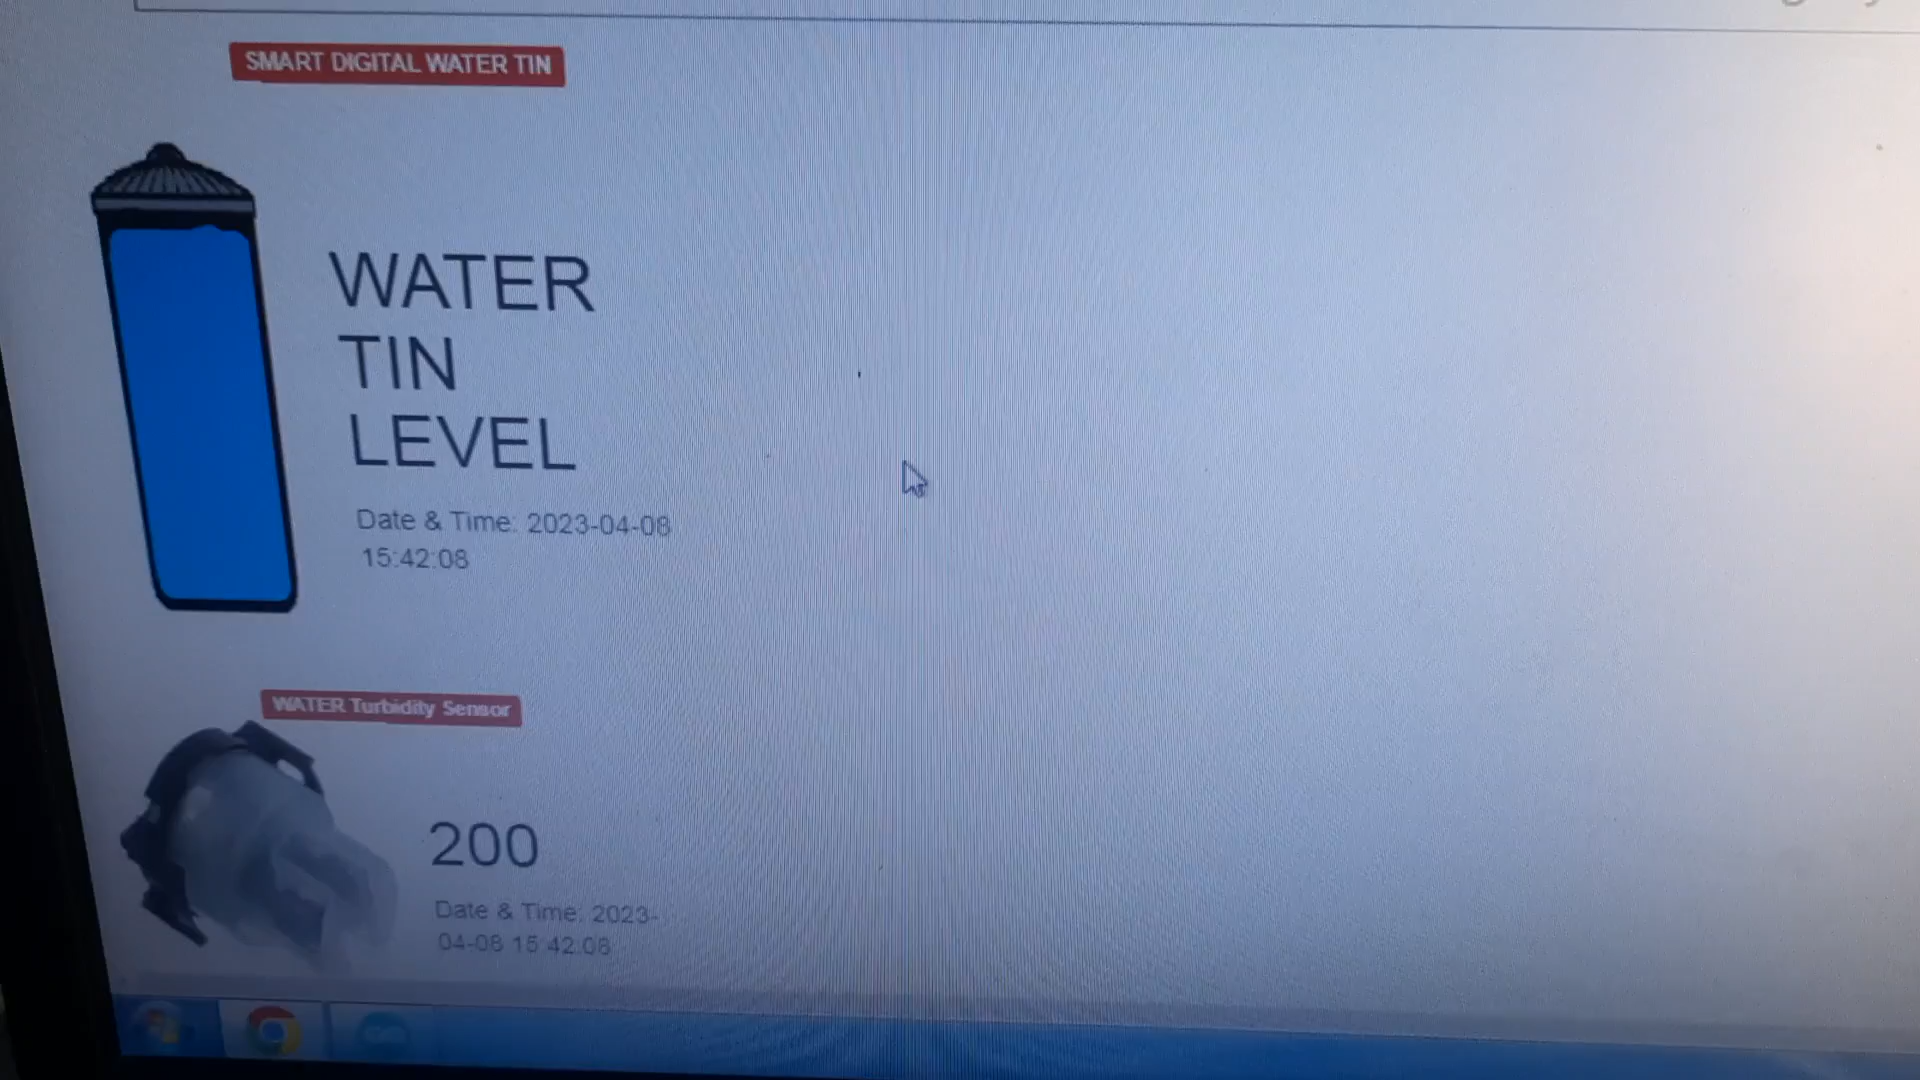 SMART DIGITAL WATER TIN
WATER
TIN
LEVEL
Date & Time: 2023-04-08
15:42:08
WATER Turbidity Sensor
200
Date & Time: 2023-
04-08 15:42:08